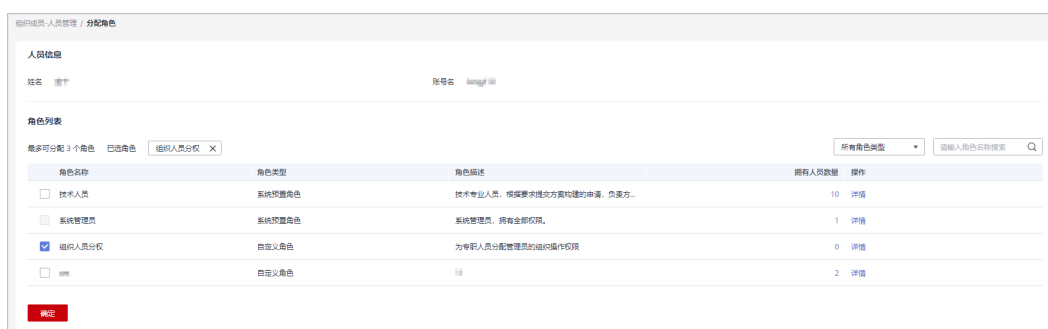 组织成员-人员管理 / 分配角色
人员信息
姓名 账号名
角色列表
最多可分配 3 个角色 已选角色 组织人员分权 X 所有角色类型 请输入角色名称搜索
角色名称 角色类型 角色描述 拥有人员数量 操作
技术人员 系统预置角色 技术专业人员，根据要求提交方案构建的申请，负责方... 10 详情
系统管理员 系统预置角色 系统管理员，拥有全部权限。 1 详情
组织人员分权 自定义角色 为专职人员分配管理员的组织操作权限 0 详情
自定义角色 2 详情
确定